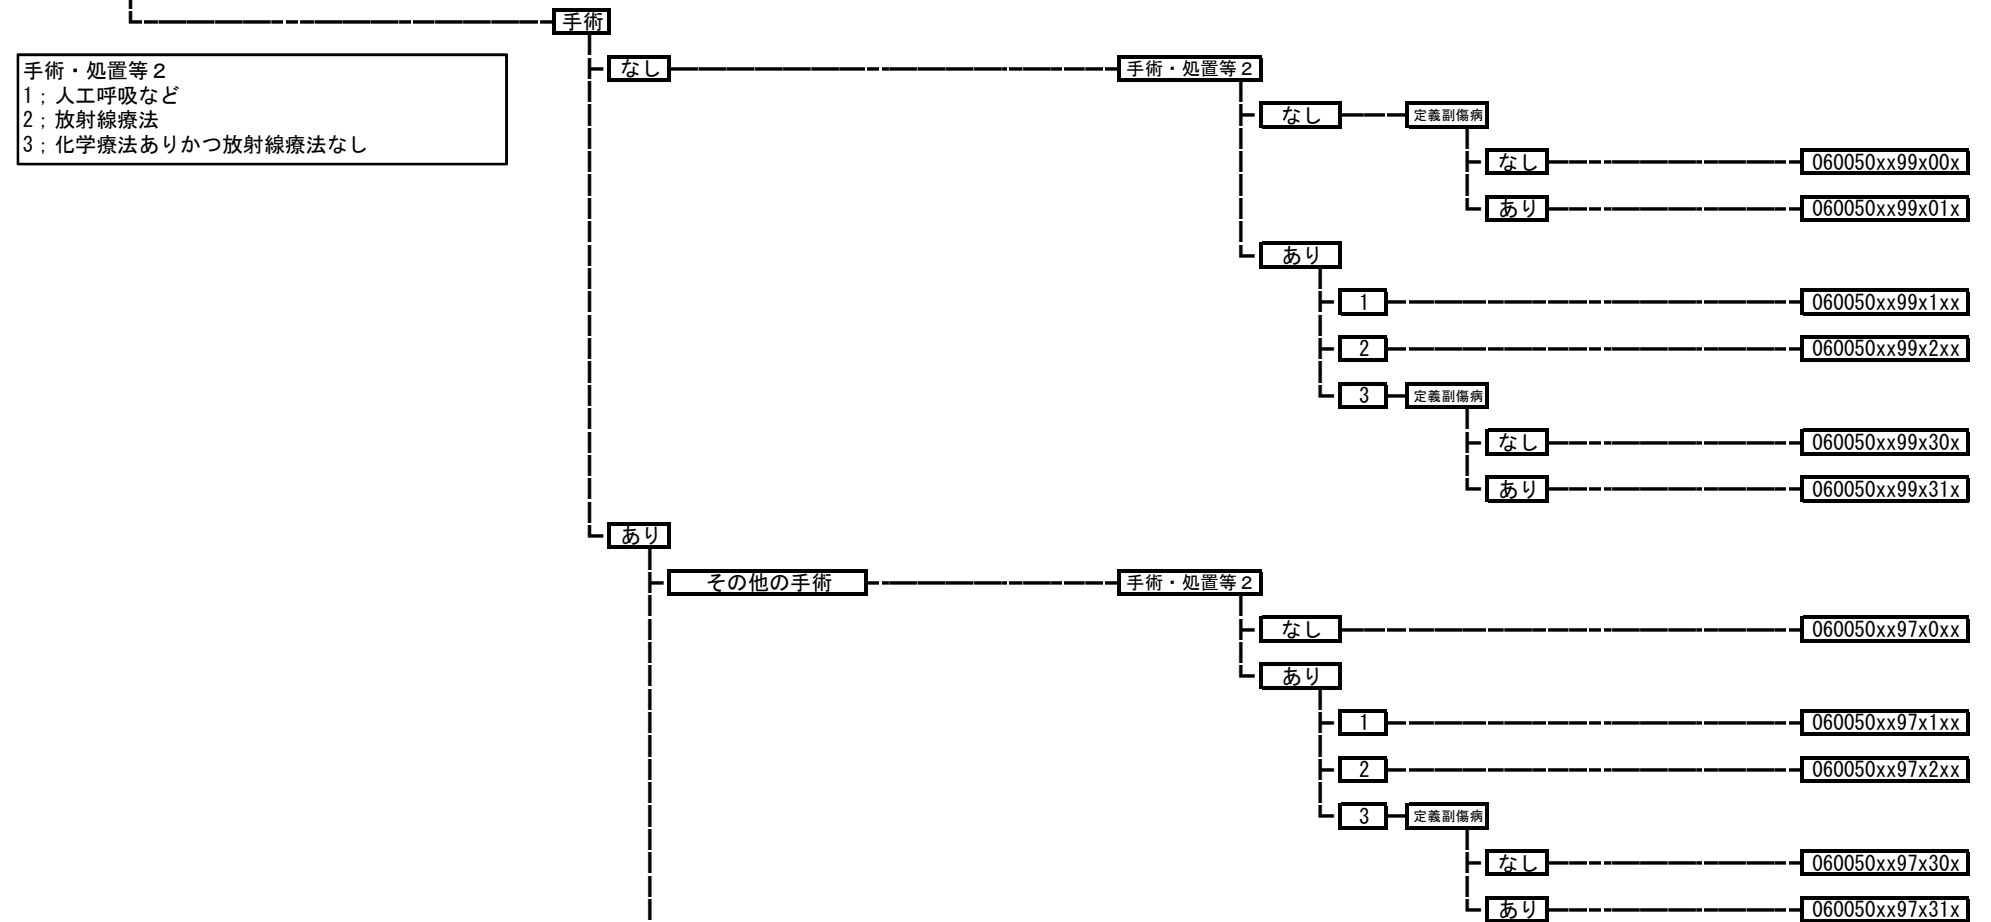 手術
手術・処置等２
1；人工呼吸など
2；放射線療法
3；化学療法ありかつ放射線療法なし
なし
手術・処置等２
なし
定義副傷病
なし
060050xx99x00x
あり
060050xx99x01x
あり
1
060050xx99x1xx
2
060050xx99x2xx
3
定義副傷病
なし
060050xx99x30x
あり
060050xx99x31x
あり
その他の手術
手術・処置等２
なし
060050xx97x0xx
あり
1
060050xx97x1xx
2
060050xx97x2xx
3
定義副傷病
なし
060050xx97x30x
あり
060050xx97x31x